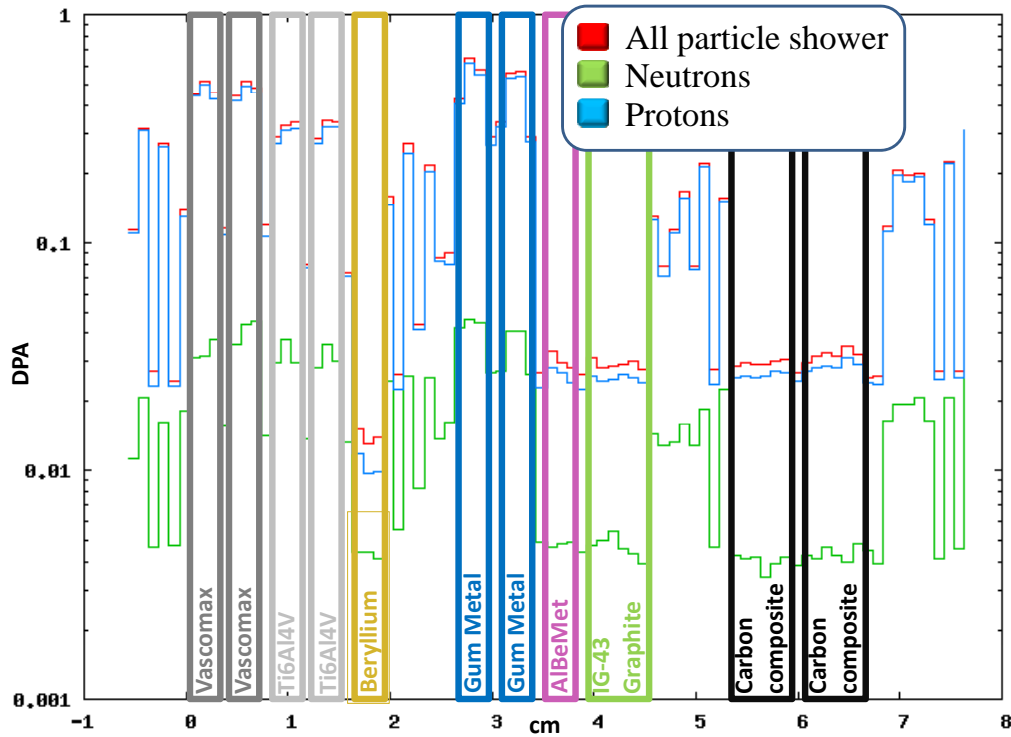 All particle shower
Neutrons
Protons
1
0.1
0.01
0.001
DPA
Vascomax
Vascomax
Ti6Al4V
Ti6Al4V
Beryllium
Gum Metal
Gum Metal
AlBeMet
IG-43
Graphite
Carbon
composite
Carbon
composite
-1
0
1
2
3
4
5
6
7
8
cm